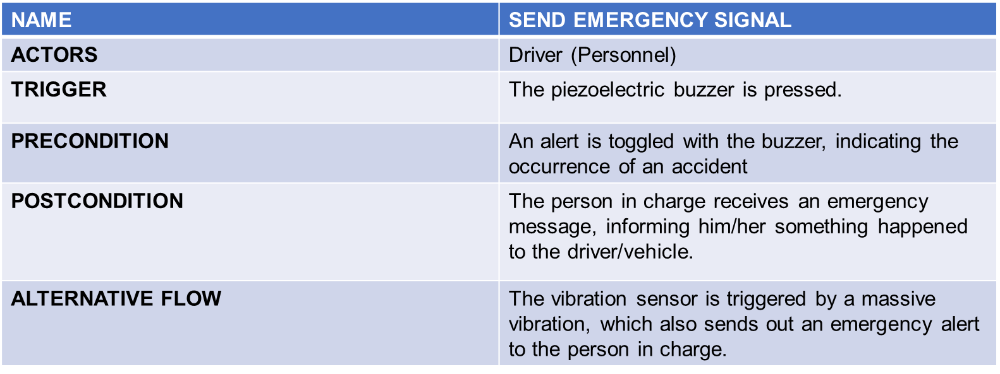 NAME
SEND EMERGENCY SIGNAL
ACTORS
Driver (Personnel)
TRIGGER
The piezoelectric buzzer is pressed.
PRECONDITION
An alert is toggled with the buzzer, indicating the
occurrence of an accident
POSTCONDITION
The person in charge receives an emergency
message, informing him/her something happened
to the driver/vehicle.
ALTERNATIVE FLOW
The vibration sensor is triggered by a massive
vibration, which also sends out an emergency alert
to the person in charge.